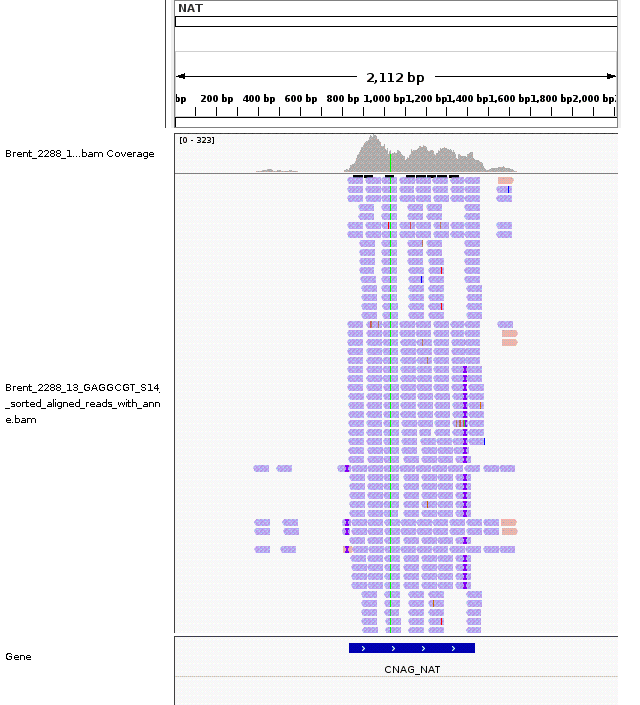 NAT
2,112 bp
bp 200 bp 400 bp 600 bp 800 bp 1,000 bp 1,200 bp 1,400 bp 1,600 bp 1,800 bp 2,000 bp
[0 - 323]
Brent_2288_1...bam Coverage
Brent_2288_13_GAGGCGT_S14_
_sorted_aligned_reads_with_ann
e.bam
Gene
CNAG_NAT